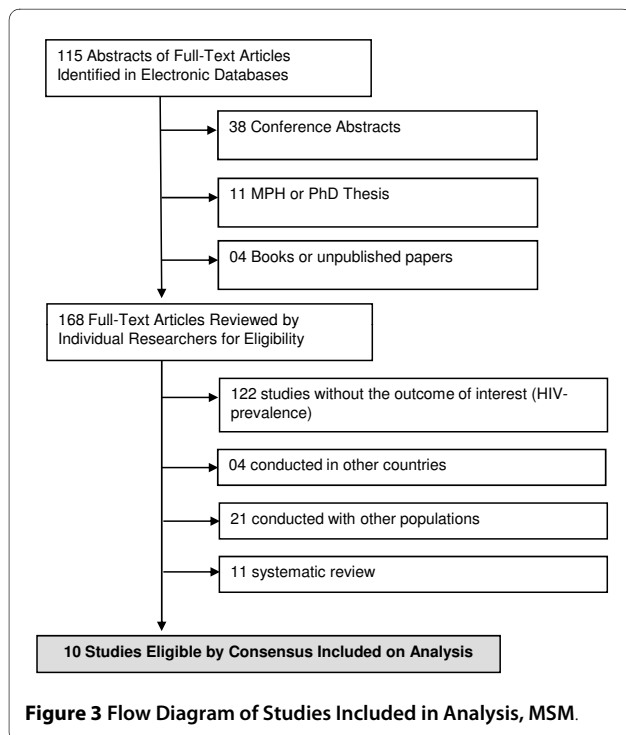 115 Abstracts of Full-Text Articles
Identified in Electronic Databases
38 Conference Abstracts
11 MPH or PhD Thesis
04 Books or unpublished papers
168 Full-Text Articles Reviewed by
Individual Researchers for Eligibility
122 studies without the outcome of interest (HIV-
prevalence)
04 conducted in other countries
21 conducted with other populations
11 systematic review
10 Studies Eligible by Consensus Included on Analysis
Figure 3 Flow Diagram of Studies Included in Analysis, MSM.